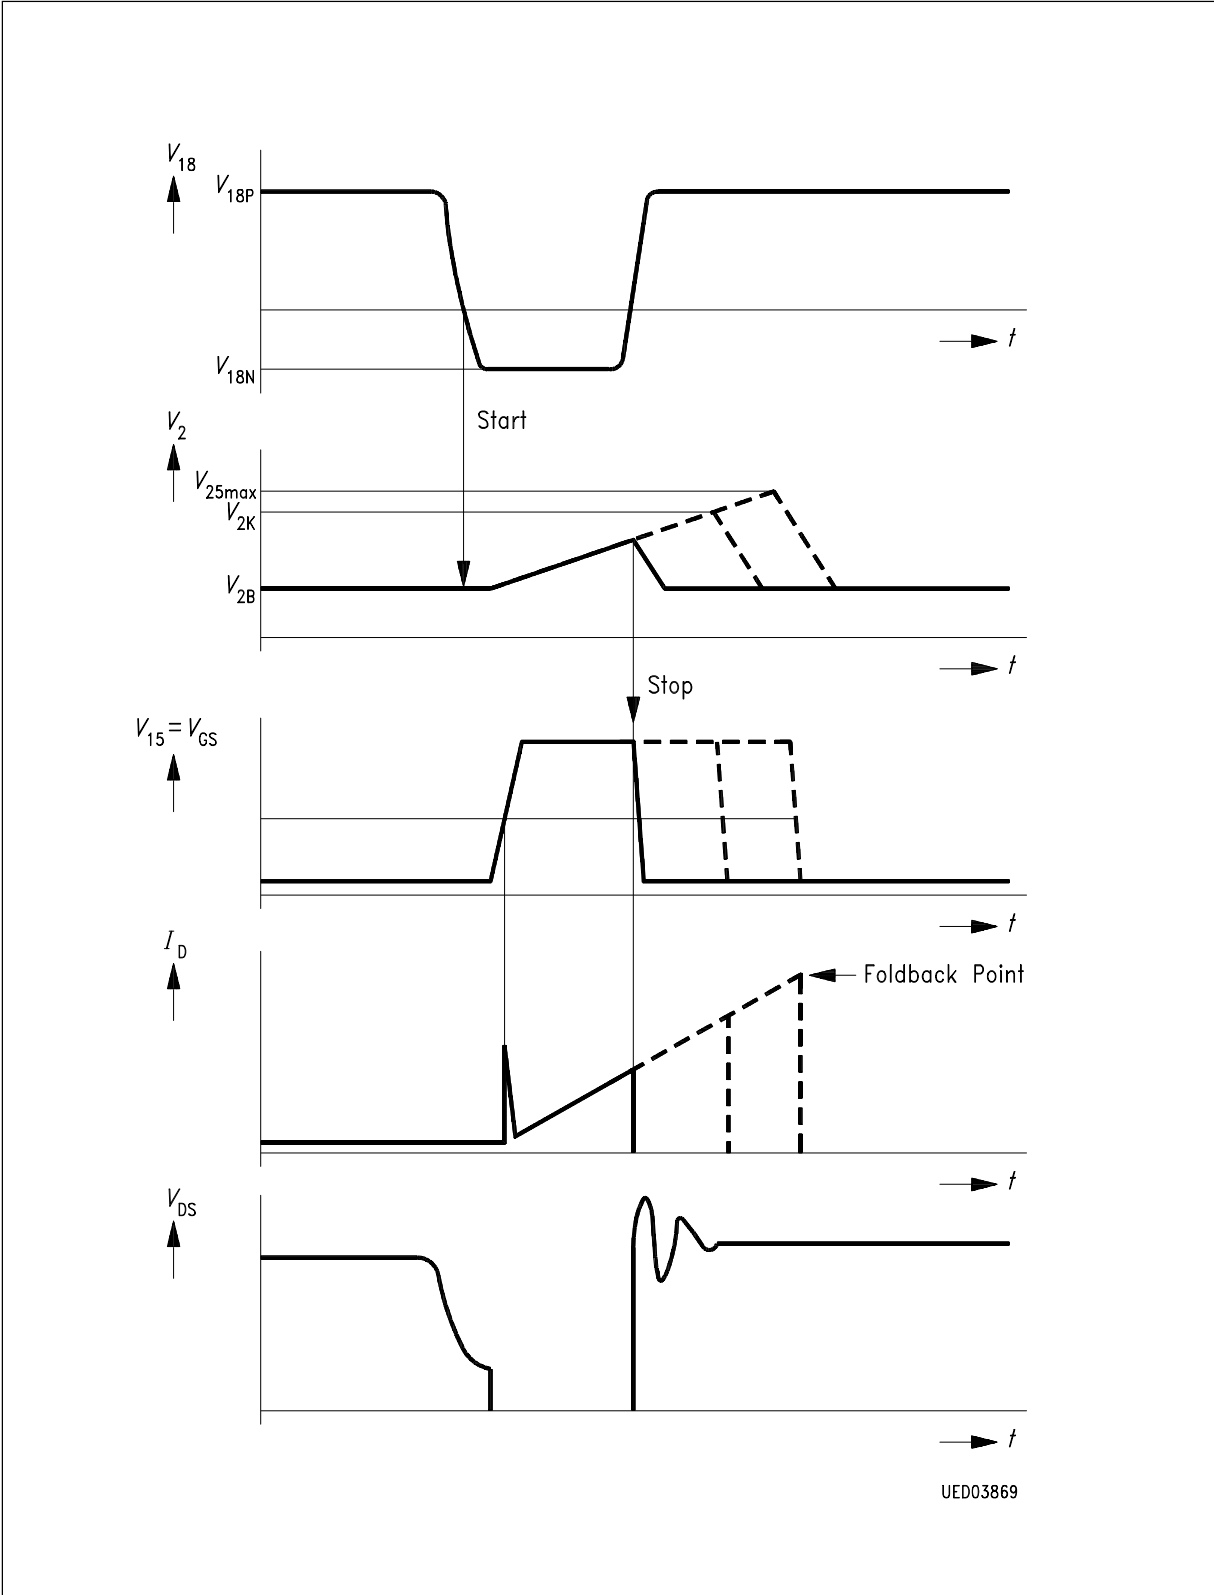 V18
V18P
t
V18N
V2
Start
V25max
V2K
V2B
t
Stop
V15=VGS
t
ID
Foldback Point
t
VDS
t
UED03869